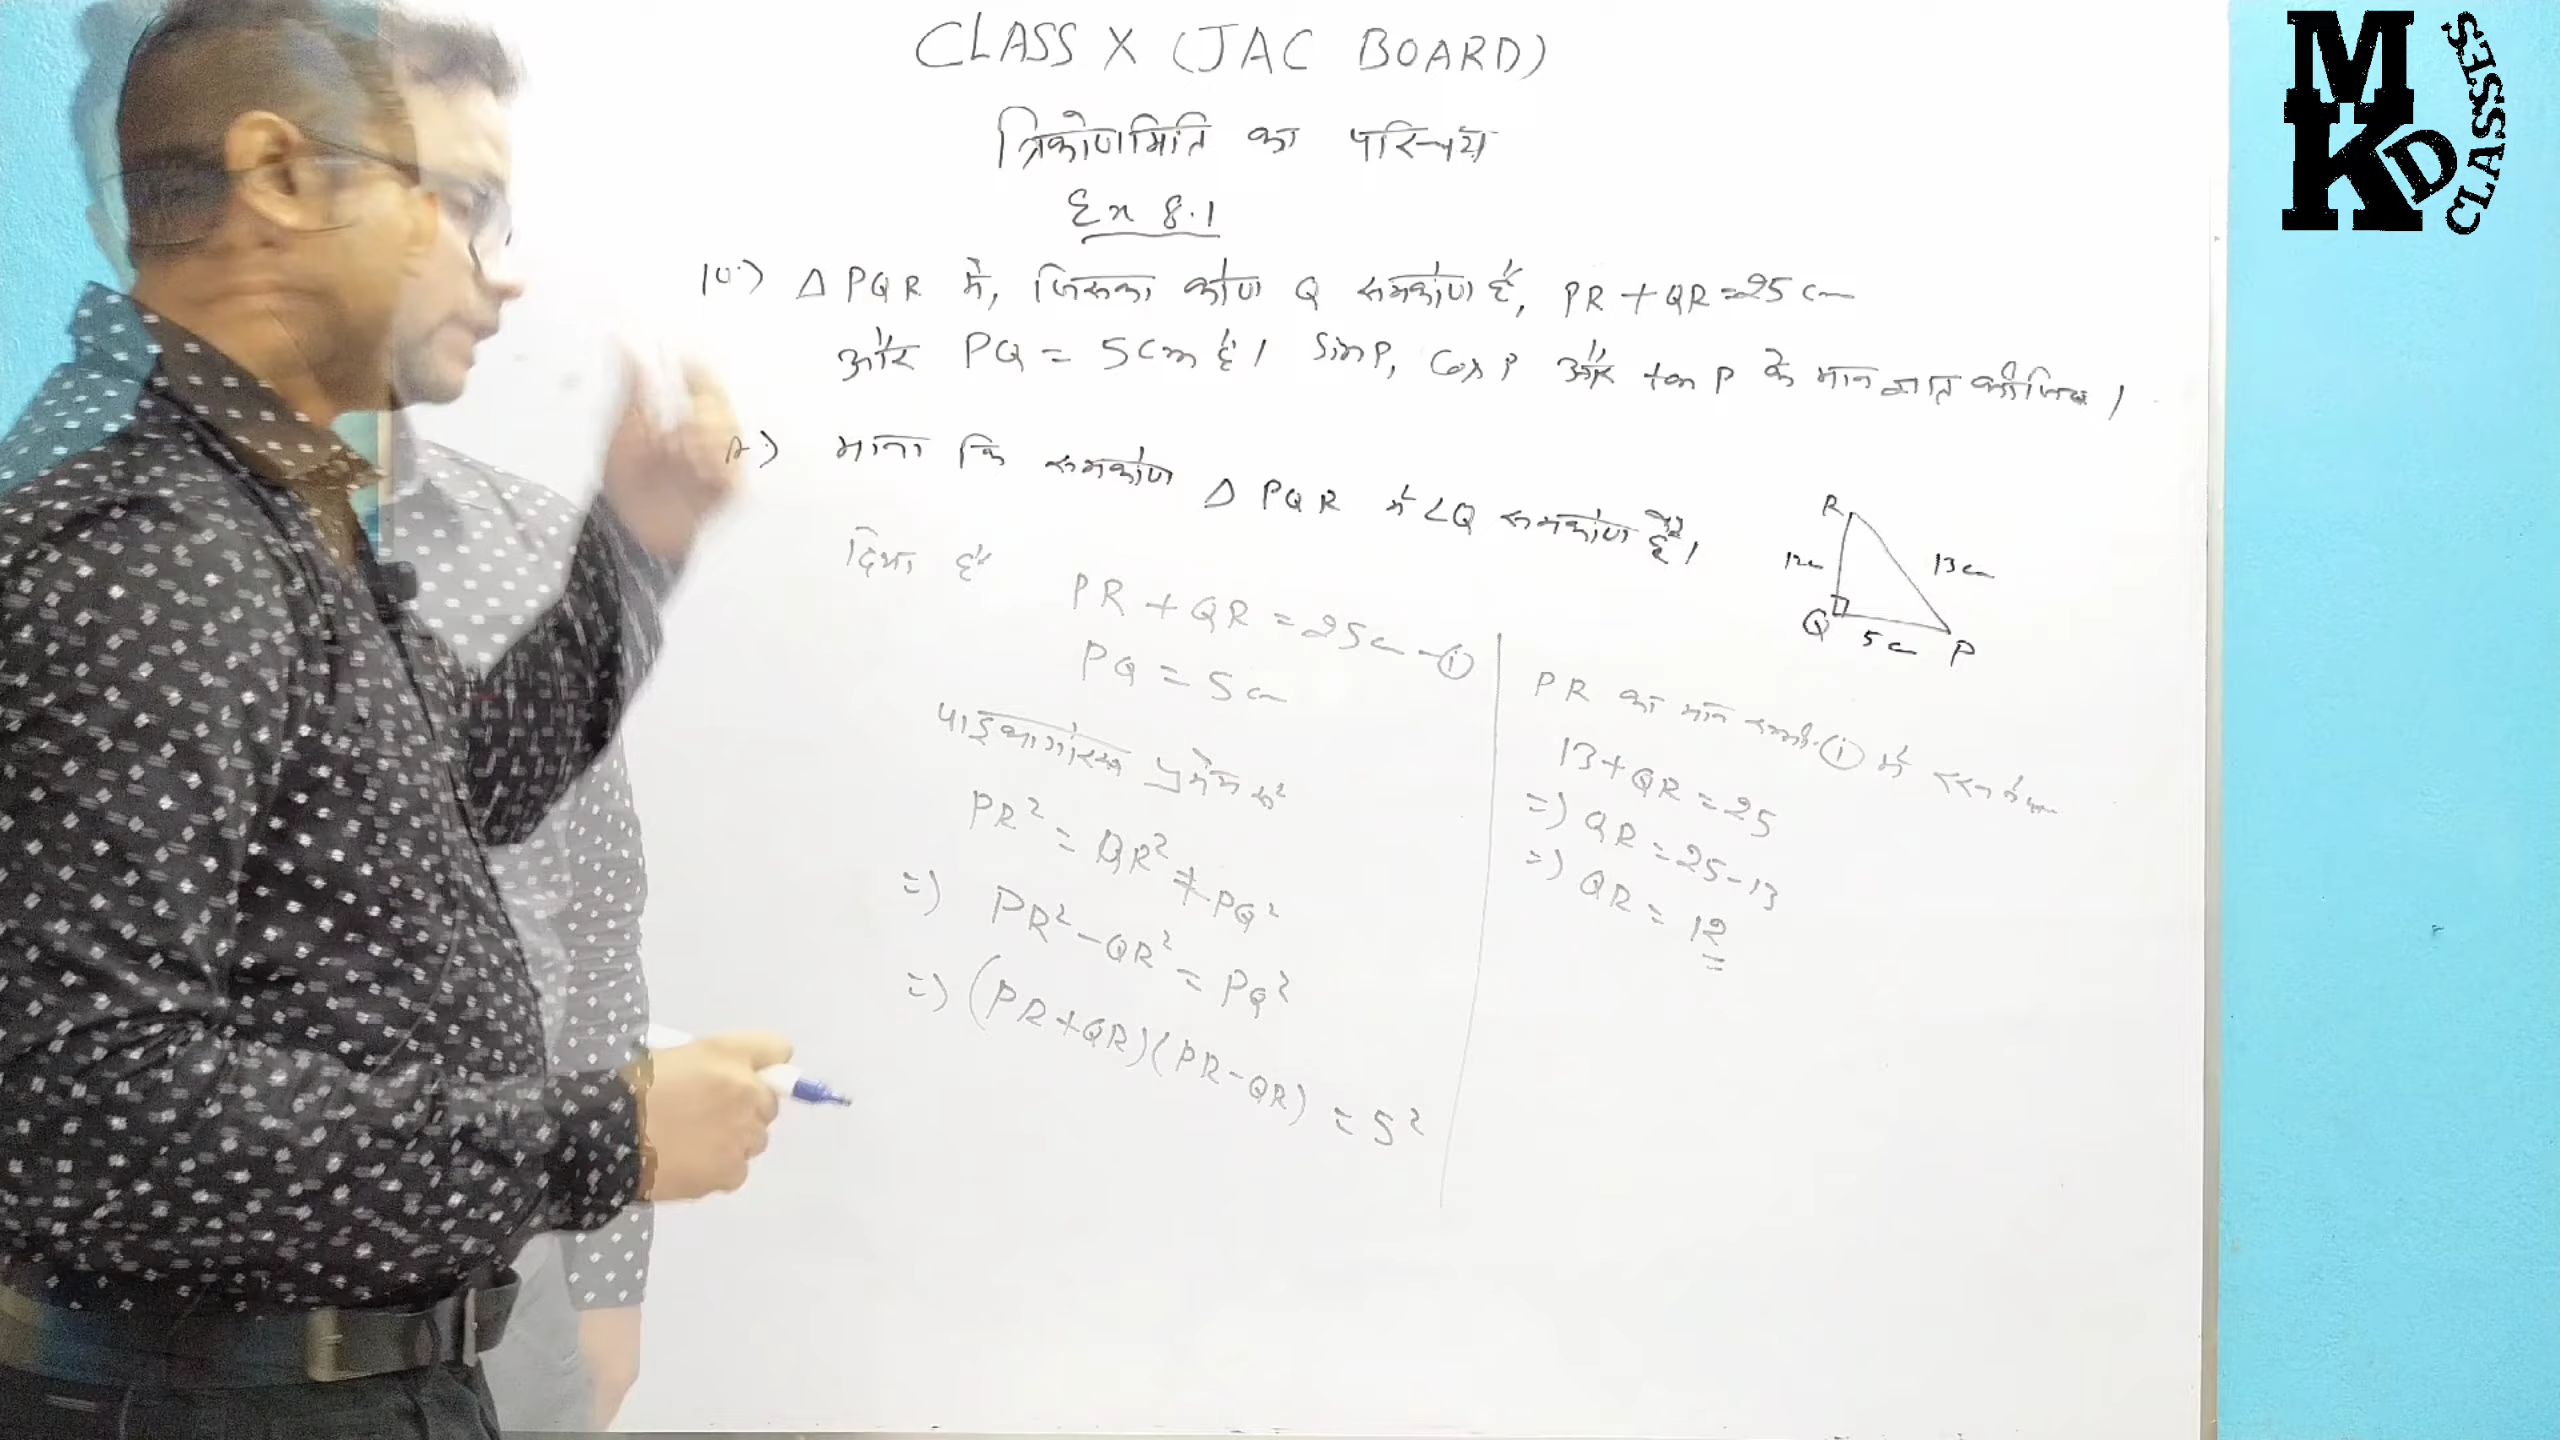 CLASS X (JAC BOARD)
त्रिकोणमिति का परिचय
Ex 8.1
10.) Δ PQR में, जिसका कोण Q समकोण है, PR + QR = 25 cm
और PQ = 5 cm है। Sin P, Cos P और tan P के मान ज्ञात कीजिए।
माना कि समकोण Δ PQR में ∠Q समकोण है।
R
12cm
13cm
Q
5cm
P
दिया है
PR + QR = 25cm - (i)
PQ = 5cm
पाइथागोरस प्रमेय से
PR² = QR² + PQ²
=) PR² - QR² = PQ²
=) (PR+QR)(PR-QR) = 5²
PR का मान समी. (i) में रखने पर
13+QR = 25
=) QR = 25-13
=) QR = 12
MKD CLASSES